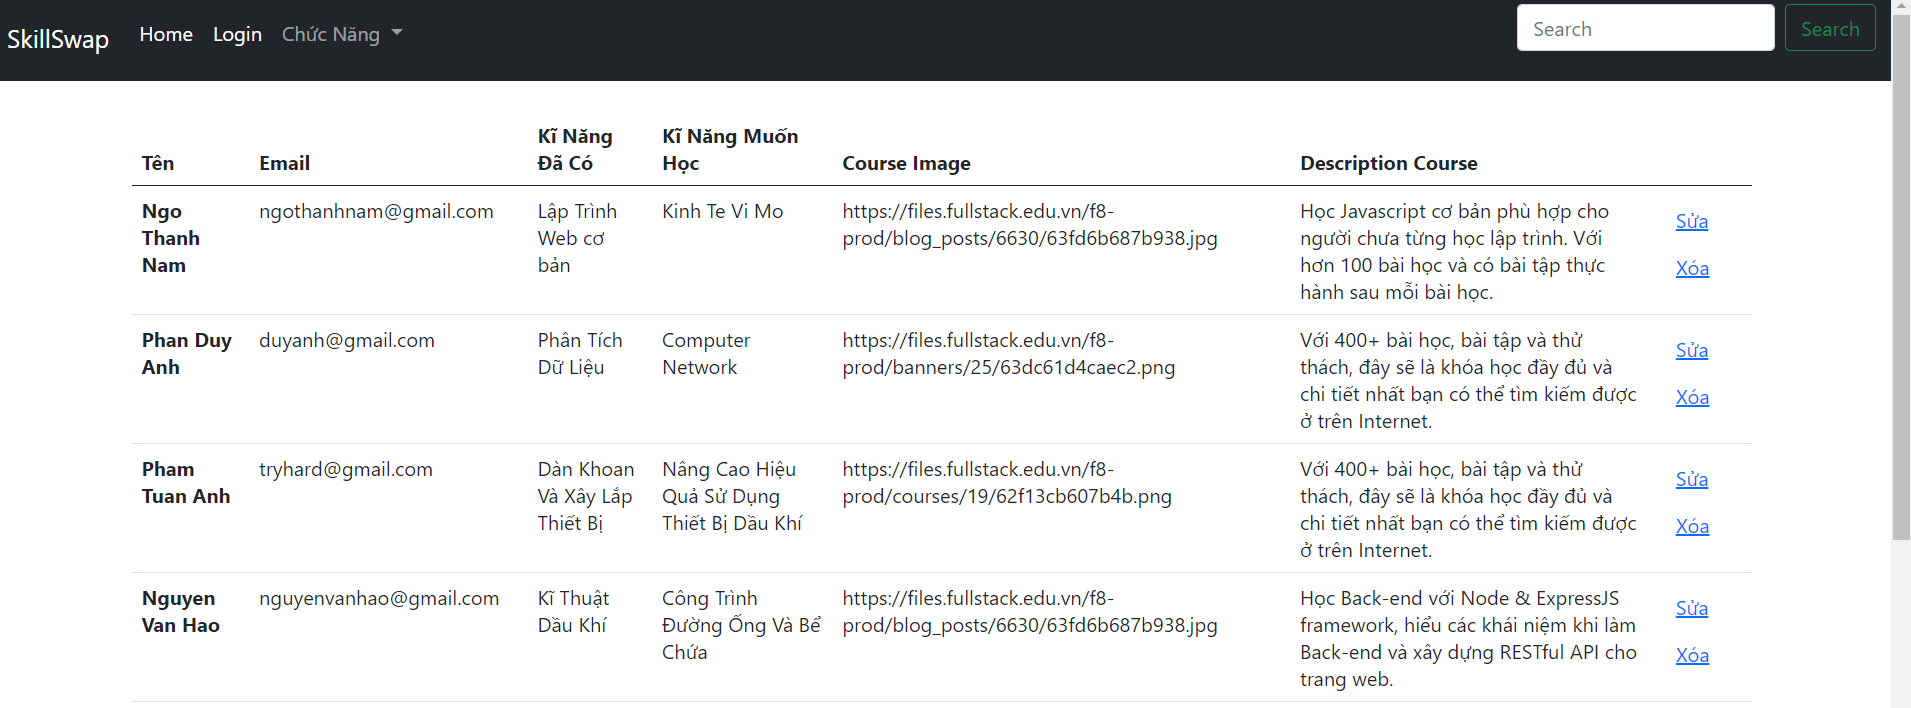 SkillSwap Home Login Chức Năng Search Search
Kĩ Năng Đã Có
Kĩ Năng Muốn Học
Tên Email Course Image Description Course
Ngo
Thanh
Nam
ngothanhnam@gmail.com
Lập Trình
Web cơ
bản
Kinh Te Vi Mo
https://files.fullstack.edu.vn/f8-
prod/blog_posts/6630/63fd6b687b938.jpg
Học Javascript cơ bản phù hợp cho
người chưa từng học lập trình. Với
hơn 100 bài học và có bài tập thực
hành sau mỗi bài học.
Sửa
Xóa
Phan Duy
Anh
duyanh@gmail.com
Phân Tích
Dữ Liệu
Computer
Network
https://files.fullstack.edu.vn/f8-
prod/banners/25/63dc61d4caec2.png
Với 400+ bài học, bài tập và thử
thách, đây sẽ là khóa học đầy đủ và
chi tiết nhất bạn có thể tìm kiếm được
ở trên Internet.
Sửa
Xóa
Pham
Tuan Anh
tryhard@gmail.com
Dàn Khoan
Và Xây Lắp
Thiết Bị
Nâng Cao Hiệu
Quả Sử Dụng
Thiết Bị Dầu Khí
https://files.fullstack.edu.vn/f8-
prod/courses/19/62f13cb607b4b.png
Với 400+ bài học, bài tập và thử
thách, đây sẽ là khóa học đầy đủ và
chi tiết nhất bạn có thể tìm kiếm được
ở trên Internet.
Sửa
Xóa
Nguyen
Van Hao
nguyenvanhao@gmail.com
Kĩ Thuật
Dầu Khí
Công Trình
Đường Ống Và Bể
Chứa
https://files.fullstack.edu.vn/f8-
prod/blog_posts/6630/63fd6b687b938.jpg
Học Back-end với Node & ExpressJS
framework, hiểu các khái niệm khi làm
Back-end và xây dựng RESTful API cho
trang web.
Sửa
Xóa